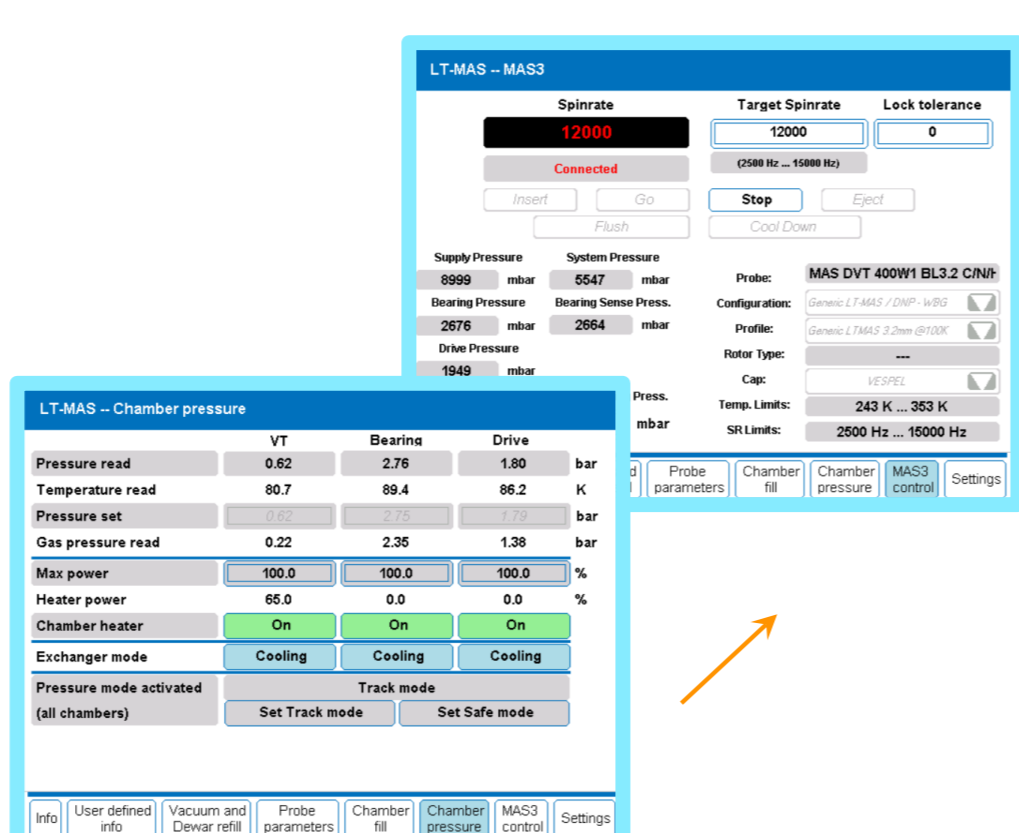 LT-MAS -- MAS3
Spinrate Target Spinrate Lock tolerance
12000 12000 0
Connected (2500 Hz ... 15000 Hz)
Insert Go Stop Eject
Flush Cool Down
Supply Pressure System Pressure
8999 mbar 5547 mbar Probe: MAS DVT 400W1 BL3.2 C/N/H
Bearing Pressure Bearing Sense Press. Configuration: Generic LT-MAS / DNP - WBG
2676 mbar 2664 mbar Profile: Generic LTMAS 3.2mm @100K
Drive Pressure Rotor Type: ---
1949 mbar Cap: VESPEL
Press. Temp. Limits: 243 K ... 353 K
mbar SR Limits: 2500 Hz ... 15000 Hz
Probe parameters Chamber fill Chamber pressure MAS3 control Settings
LT-MAS -- Chamber pressure
VT Bearing Drive
Pressure read 0.62 2.76 1.80 bar
Temperature read 80.7 89.4 86.2 K
Pressure set 0.62 2.75 1.79 bar
Gas pressure read 0.22 2.35 1.38 bar
Max power 100.0 100.0 100.0 %
Heater power 65.0 0.0 0.0 %
Chamber heater On On On
Exchanger mode Cooling Cooling Cooling
Pressure mode activated Track mode
(all chambers) Set Track mode Set Safe mode
Info User defined info Vacuum and Dewar refill Probe parameters Chamber fill Chamber pressure MAS3 control Settings